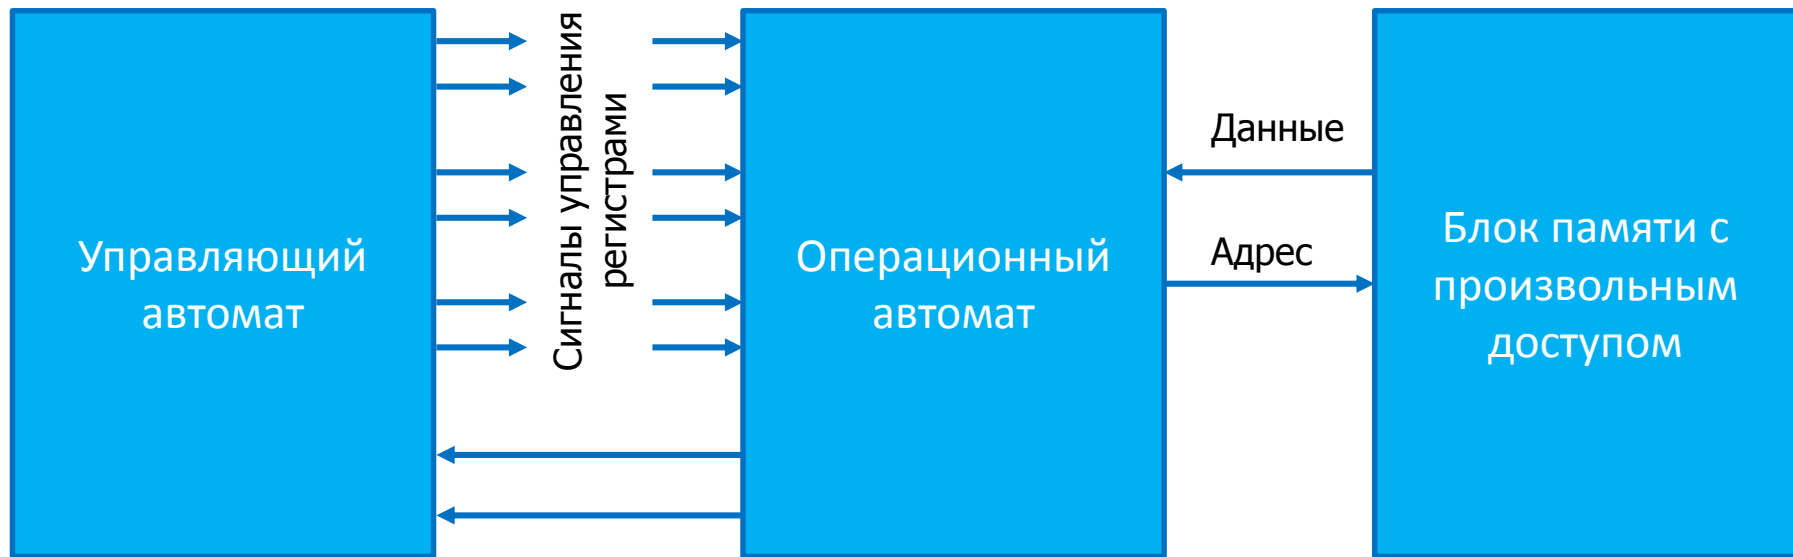 Управляющий
автомат
Сигналы управления
регистрами
Операционный
автомат
Данные
Адрес
Блок памяти с
произвольным
доступом